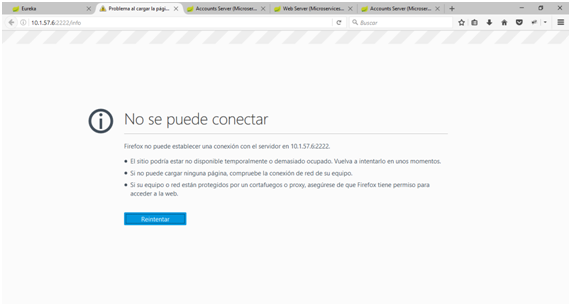 Eureka
Problema al cargar la pági...
Accounts Server (Microser...
Web Server (Microservices...
Accounts Server (Microser...
10.1.57.6:2222/info
Buscar
No se puede conectar
Firefox no puede establecer una conexión con el servidor en 10.1.57.6:2222.
El sitio podría estar no disponible temporalmente o demasiado ocupado. Vuelva a intentarlo en unos momentos.
Si no puede cargar ninguna página, compruebe la conexión de red de su equipo.
Si su equipo o red están protegidos por un cortafuegos o proxy, asegúrese de que Firefox tiene permiso para
acceder a la web.
Reintentar